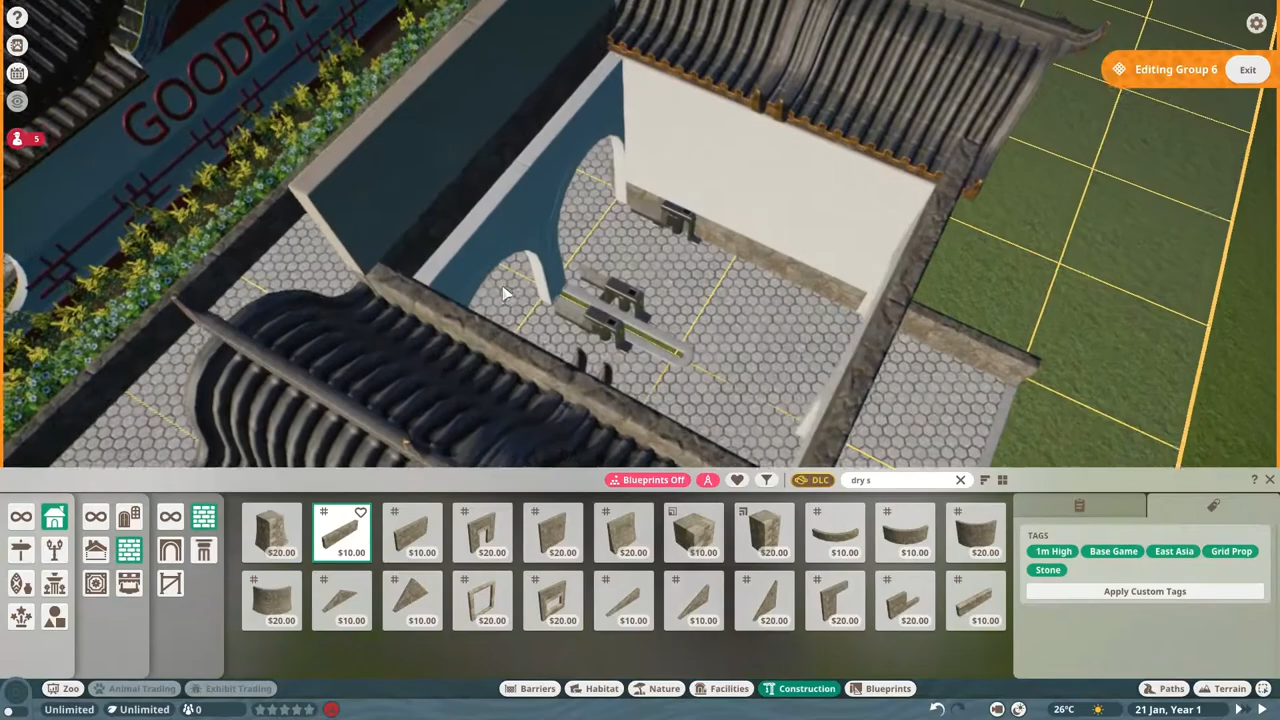 ?
GOODBYE
Editing Group 6
Exit
5
Blueprints Off
DLC
dry s
?
$20.00
$10.00
$10.00
$20.00
$20.00
$20.00
$10.00
$20.00
$10.00
$10.00
$20.00
$20.00
$10.00
$10.00
$20.00
$20.00
$10.00
$10.00
$20.00
$20.00
$20.00
$10.00
TAGS
1m High
Base Game
East Asia
Grid Prop
Stone
Apply Custom Tags
Zoo
Animal Trading
Exhibit Trading
Barriers
Habitat
Nature
Facilities
Construction
Blueprints
Paths
Terrain
Unlimited
Unlimited
0
26°C
21 Jan, Year 1